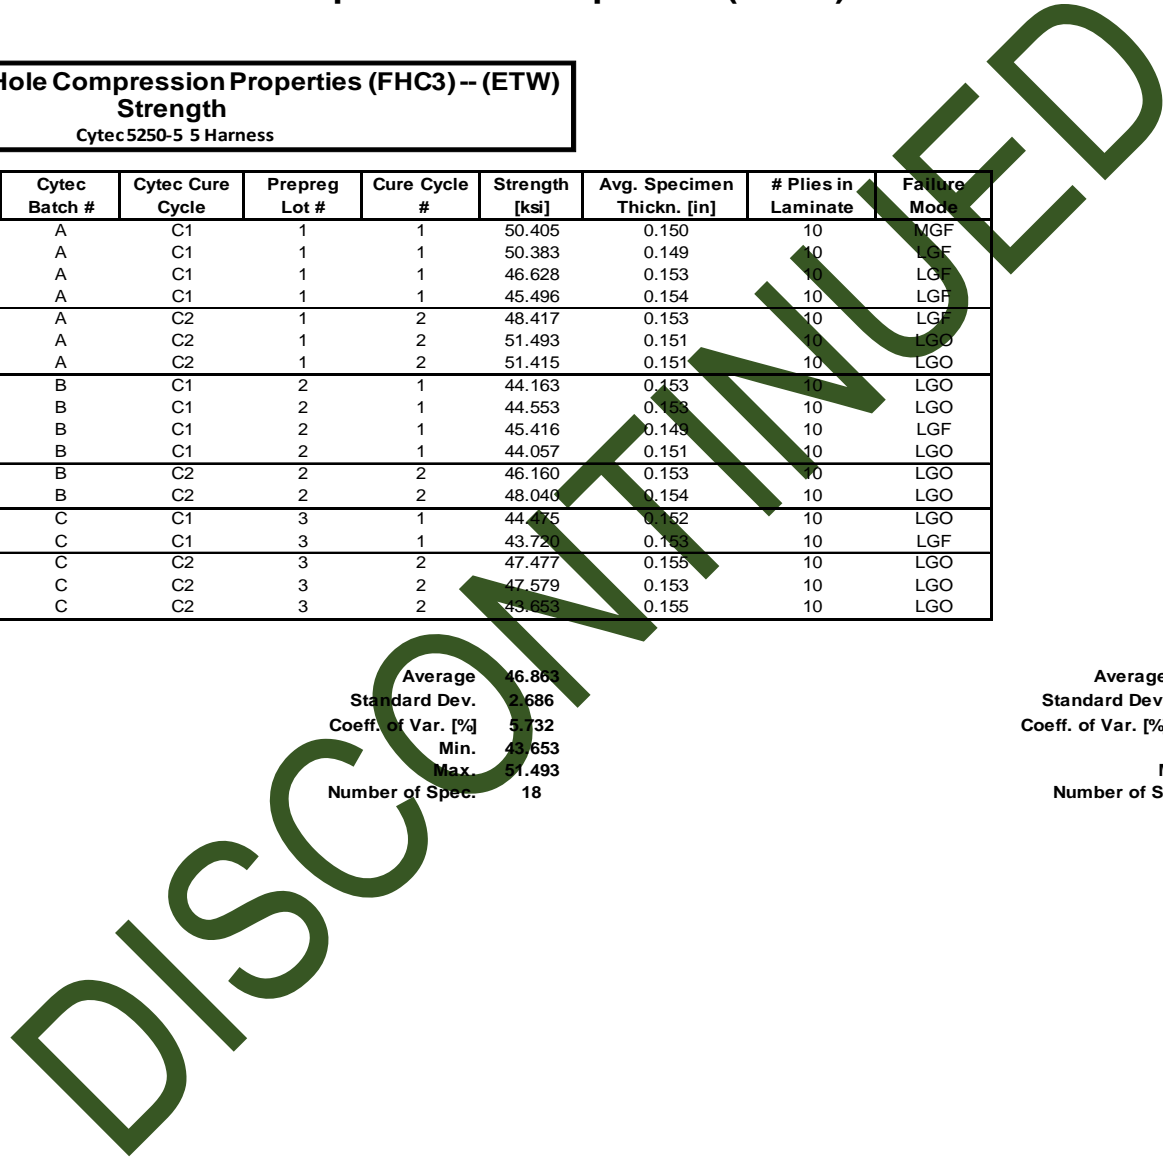 Hole Compression Properties (FHC3) -- (ETW)
Strength
Cytec 5250-5 5 Harness
Cytec Batch # Cytec Cure Cycle Prepreg Lot # Cure Cycle # Strength [ksi] Avg. Specimen Thickn. [in] # Plies in Laminate Failure Mode
A C1 1 1 50.405 0.150 10 MGF
A C1 1 1 50.383 0.149 10 LGF
A C1 1 1 46.628 0.153 10 LGF
A C1 1 1 45.496 0.154 10 LGF
A C2 1 2 48.417 0.153 10 LGF
A C2 1 2 51.493 0.151 10 LGO
A C2 1 2 51.415 0.151 10 LGO
B C1 2 1 44.163 0.153 10 LGO
B C1 2 1 44.553 0.153 10 LGO
B C1 2 1 45.416 0.149 10 LGF
B C1 2 1 44.057 0.151 10 LGO
B C2 2 2 46.160 0.153 10 LGO
B C2 2 2 48.040 0.154 10 LGO
C C1 3 1 44.475 0.152 10 LGO
C C1 3 1 43.720 0.153 10 LGF
C C2 3 2 47.477 0.155 10 LGO
C C2 3 2 47.579 0.153 10 LGO
C C2 3 2 43.653 0.155 10 LGO
Average 46.863 Average
Standard Dev. 2.686 Standard Dev
Coeff. of Var. [%] 5.732 Coeff. of Var. [%
Min. 43.653
Max. 51.493 M
Number of Spec. 18 Number of S
DISCONTINUED